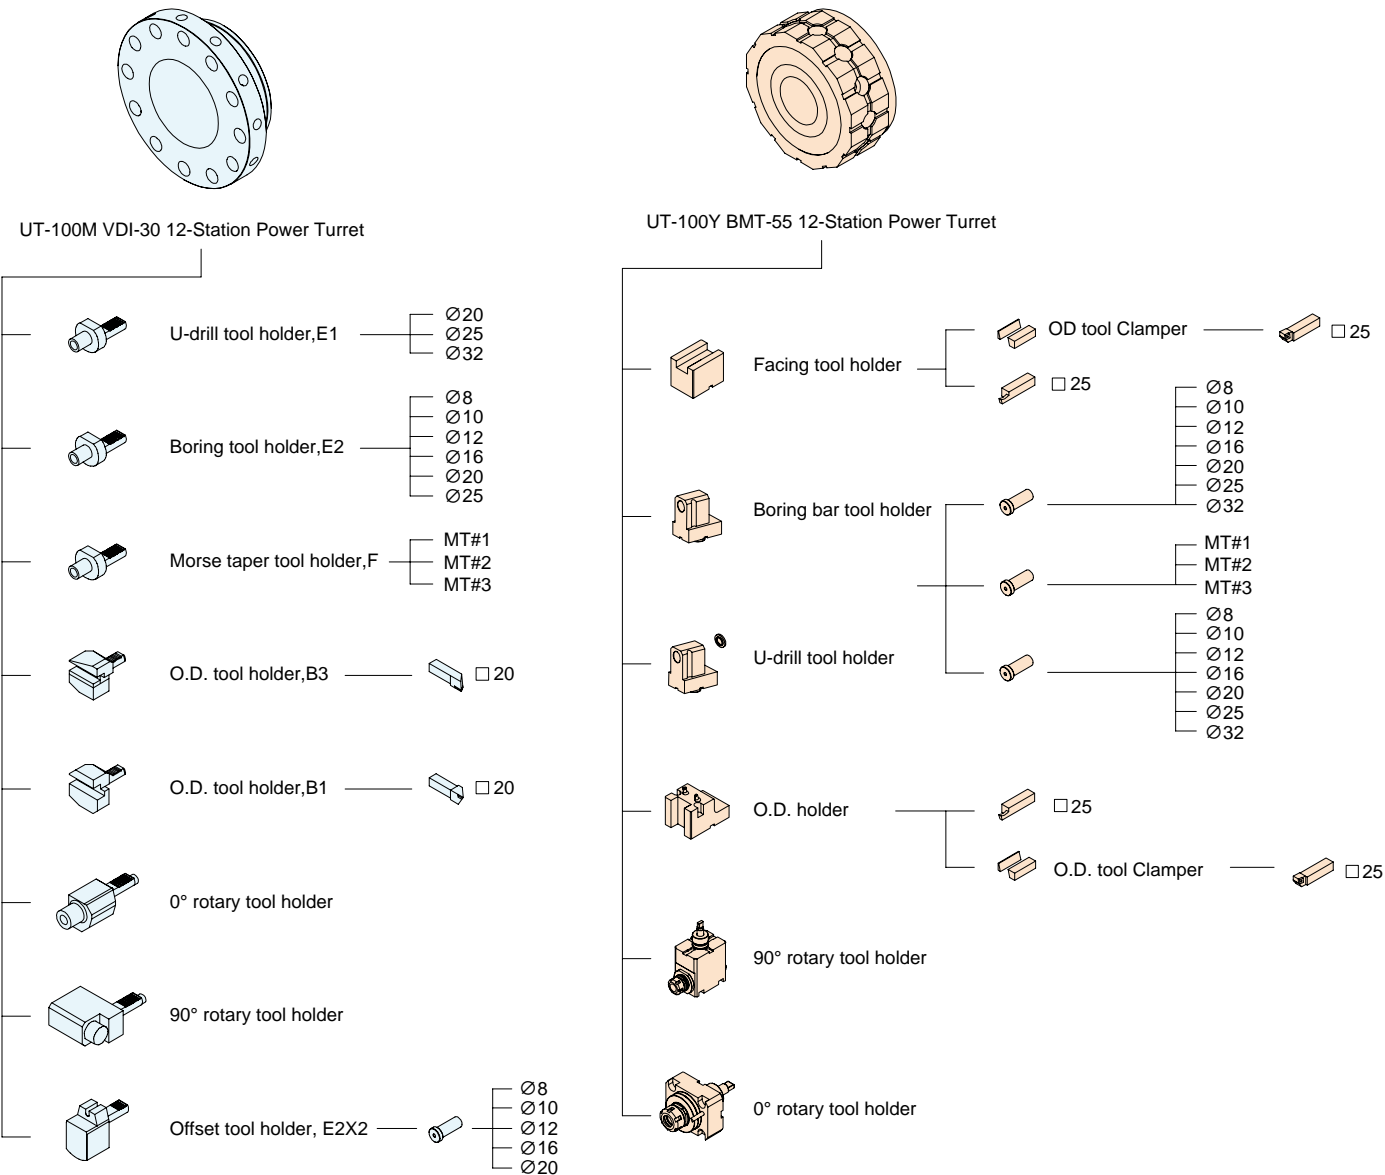 UT-100M VDI-30 12-Station Power Turret
U-drill tool holder,E1
Ø20
Ø25
Ø32
Boring tool holder,E2
Ø8
Ø10
Ø12
Ø16
Ø20
Ø25
Morse taper tool holder,F
MT#1
MT#2
MT#3
O.D. tool holder,B3
□20
O.D. tool holder,B1
□20
0° rotary tool holder
90° rotary tool holder
Offset tool holder, E2X2
Ø8
Ø10
Ø12
Ø16
Ø20
UT-100Y BMT-55 12-Station Power Turret
Facing tool holder
OD tool Clamper
□25
□25
Boring bar tool holder
Ø8
Ø10
Ø12
Ø16
Ø20
Ø25
Ø32
MT#1
MT#2
MT#3
U-drill tool holder
Ø8
Ø10
Ø12
Ø16
Ø20
Ø25
Ø32
O.D. holder
□25
O.D. tool Clamper
□25
90° rotary tool holder
0° rotary tool holder